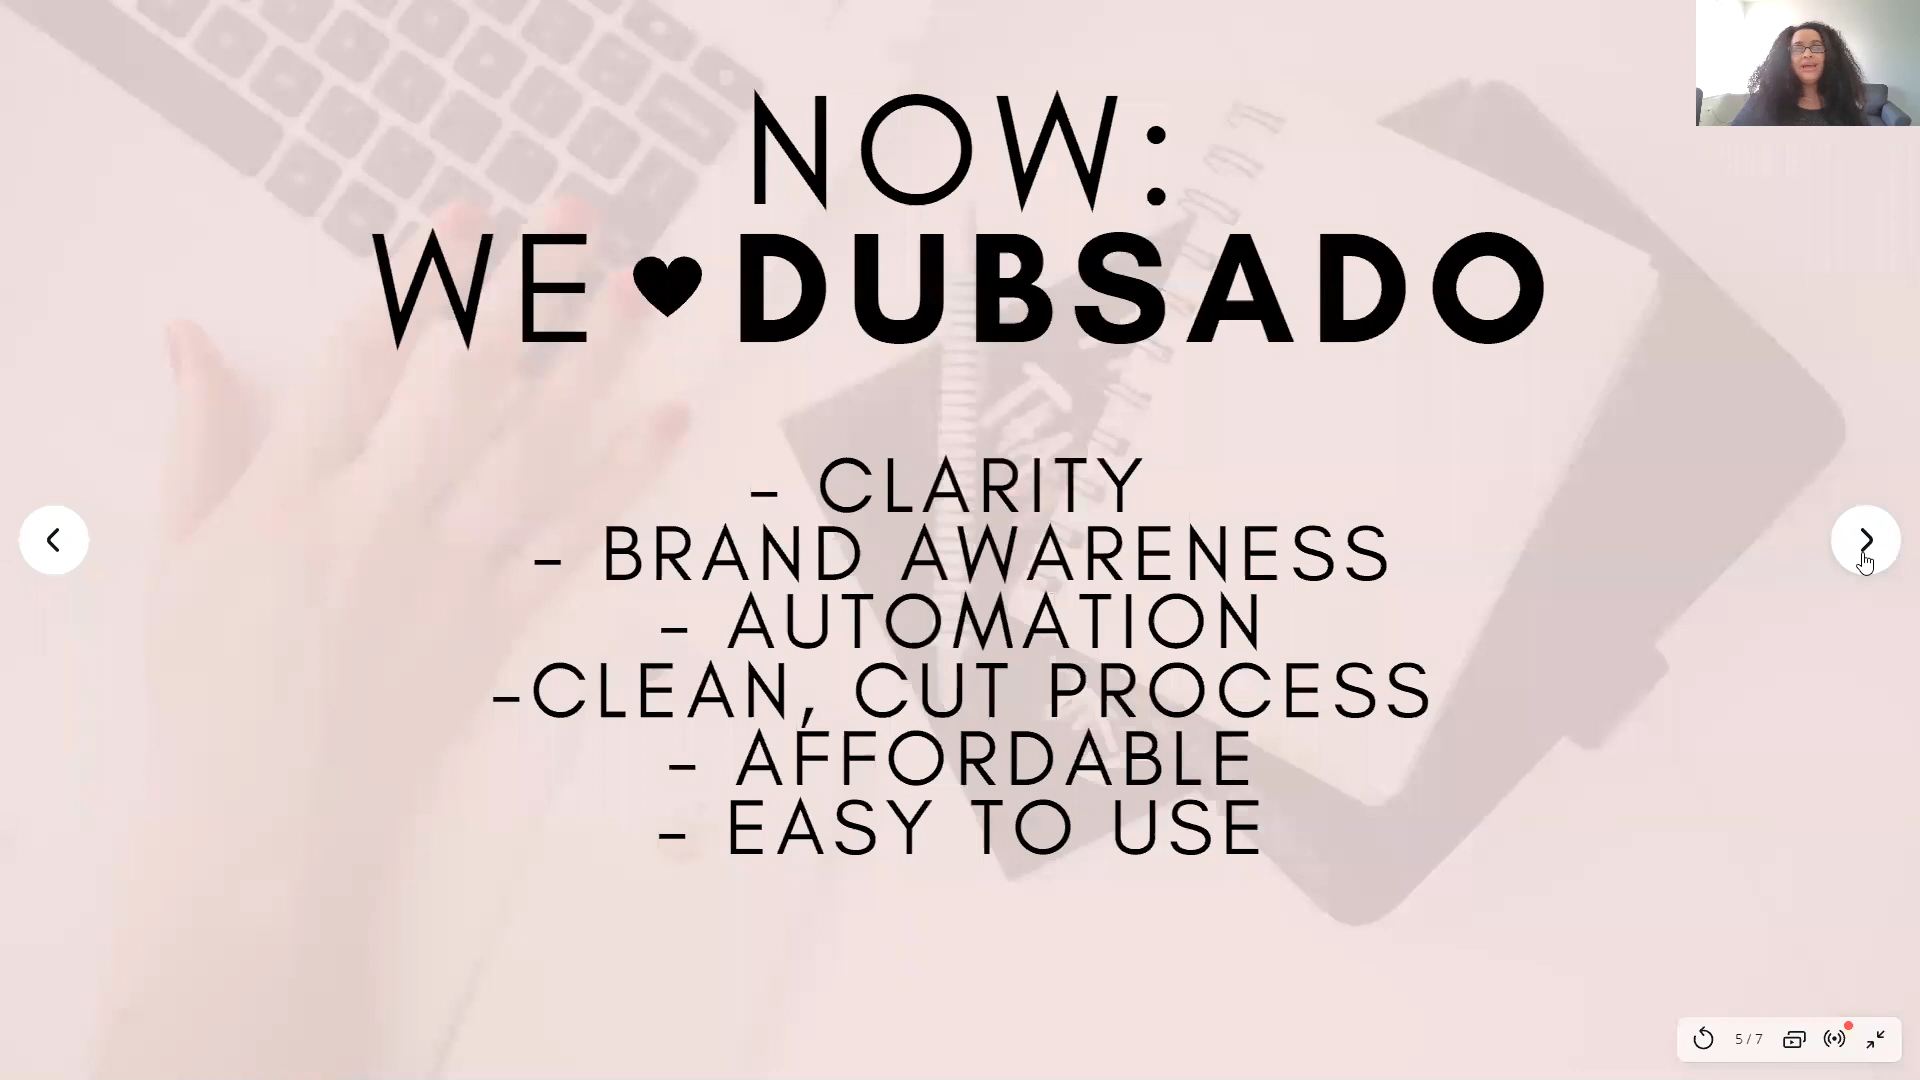 NOW:
WE ♥ DUBSADO
- CLARITY
- BRAND AWARENESS
- AUTOMATION
-CLEAN, CUT PROCESS
- AFFORDABLE
- EASY TO USE
5 / 7